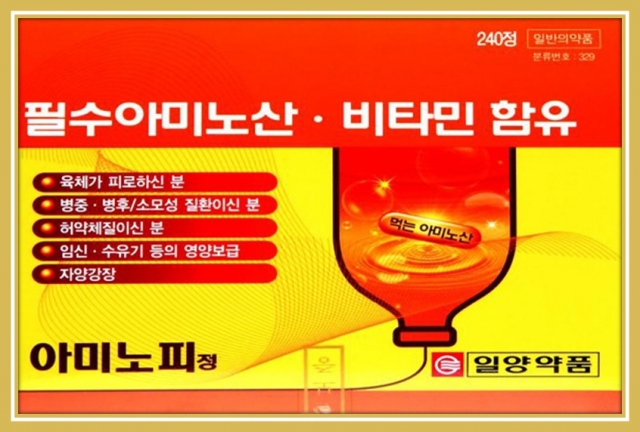 240정 일반의약품
분류번호 : 329
필수아미노산 · 비타민 함유
육체가 피로하신 분
병중 · 병후/소모성 질환이신 분
허약체질이신 분
임신 · 수유기 등의 영양보급
자양강장
먹는 아미노산
아미노피정
일양약품